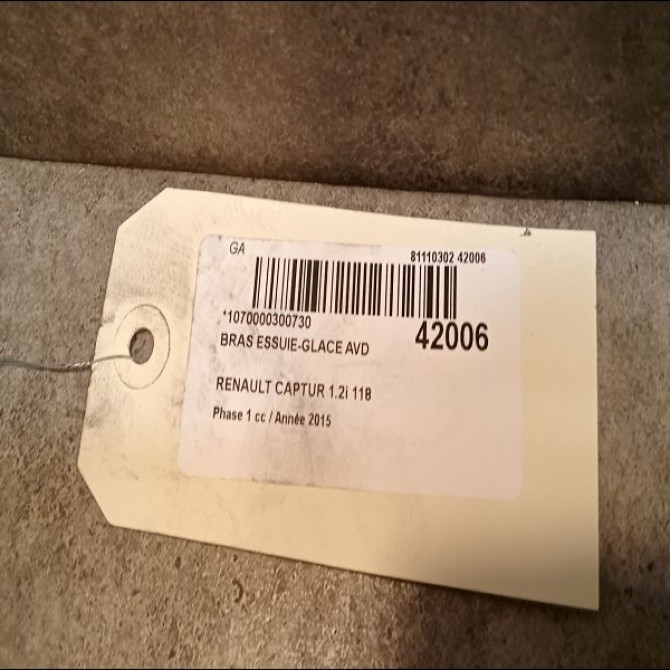 GA 81110302 42006
*1070000300730
42006
BRAS ESSUIE-GLACE AVD
RENAULT CAPTUR 1.2i 118
Phase 1 cc / Année 2015